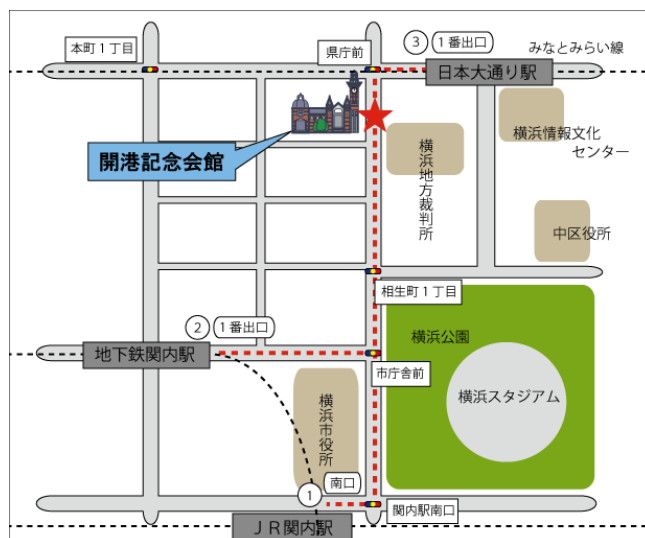 本町1丁目
県庁前
③ 1番出口
みなとみらい線
日本大通り駅
横浜情報文化
センター
開港記念会館
横浜地方裁判所
中区役所
相生町1丁目
② 1番出口
地下鉄関内駅
横浜公園
市庁舎前
横浜スタジアム
横浜市役所
① 南口
関内駅南口
JR関内駅